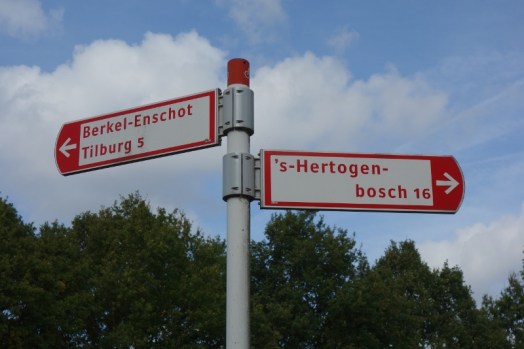 Berkel-Enschot
Tilburg 5
's-Hertogen-
bosch 16